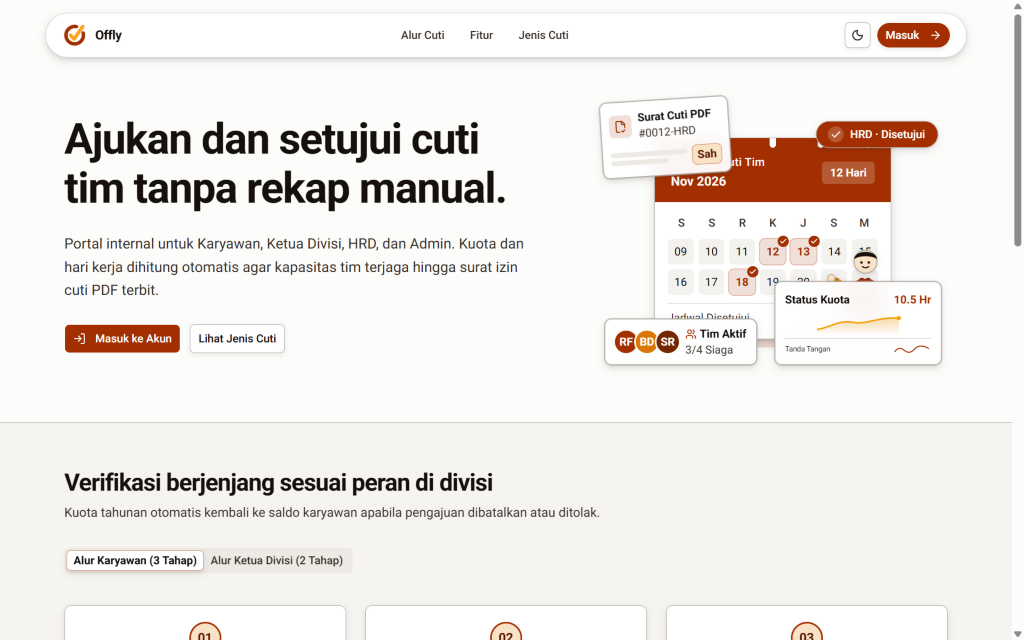 Offly
Alur Cuti
Fitur
Jenis Cuti
Masuk
Ajukan dan setujui cuti
tim tanpa rekap manual.
Portal internal untuk Karyawan, Ketua Divisi, HRD, dan Admin. Kuota dan
hari kerja dihitung otomatis agar kapasitas tim terjaga hingga surat izin
cuti PDF terbit.
Masuk ke Akun
Lihat Jenis Cuti
Surat Cuti PDF
#0012-HRD
Sah
HRD · Disetujui
Tim
Nov 2026
12 Hari
S S R K J S M
09 10 11 12 13 14 15
16 17 18 19 20
Jadwal Disetujui
RF BD SR
Tim Aktif
3/4 Siaga
Status Kuota
10.5 Hr
Tanda Tangan
Verifikasi berjenjang sesuai peran di divisi
Kuota tahunan otomatis kembali ke saldo karyawan apabila pengajuan dibatalkan atau ditolak.
Alur Karyawan (3 Tahap)
Alur Ketua Divisi (2 Tahap)
01
02
03